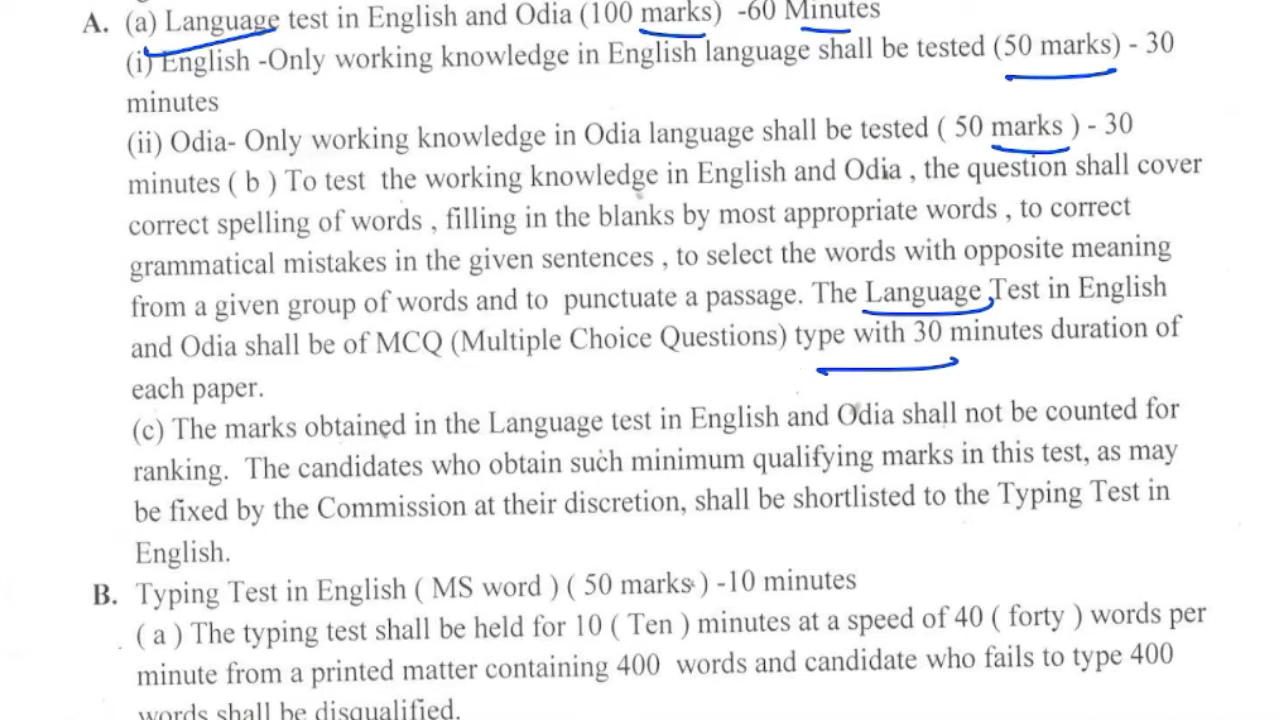 A. (a) Language test in English and Odia (100 marks) -60 Minutes
(i) English -Only working knowledge in English language shall be tested (50 marks) - 30
minutes
(ii) Odia- Only working knowledge in Odia language shall be tested ( 50 marks ) - 30
minutes ( b ) To test the working knowledge in English and Odia , the question shall cover
correct spelling of words , filling in the blanks by most appropriate words , to correct
grammatical mistakes in the given sentences , to select the words with opposite meaning
from a given group of words and to punctuate a passage. The Language Test in English
and Odia shall be of MCQ (Multiple Choice Questions) type with 30 minutes duration of
each paper.
(c) The marks obtained in the Language test in English and Odia shall not be counted for
ranking. The candidates who obtain such minimum qualifying marks in this test, as may
be fixed by the Commission at their discretion, shall be shortlisted to the Typing Test in
English.
B. Typing Test in English ( MS word ) ( 50 marks ) -10 minutes
( a ) The typing test shall be held for 10 ( Ten ) minutes at a speed of 40 ( forty ) words per
minute from a printed matter containing 400 words and candidate who fails to type 400
words shall be disqualified.